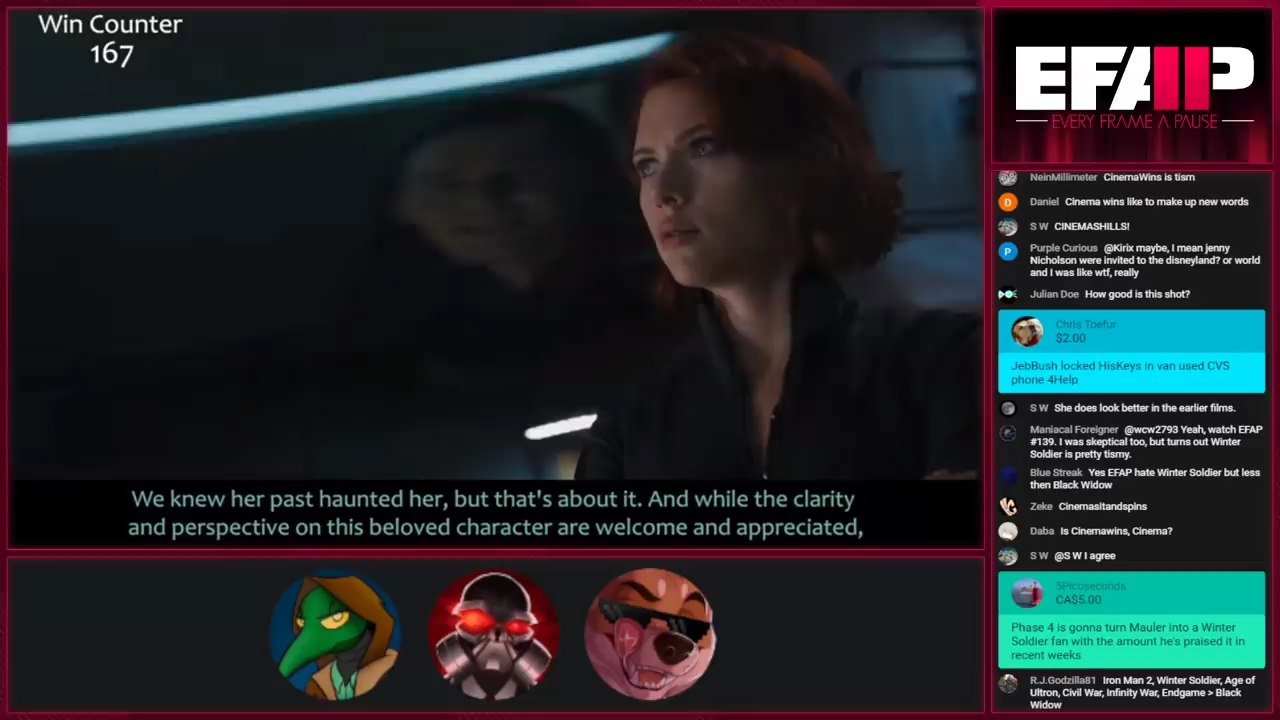 Win Counter
167
We knew her past haunted her, but that's about it. And while the clarity
and perspective on this beloved character are welcome and appreciated,
EFAP
EVERY FRAME A PAUSE
NeinMillimeter CinemaWins is tism
D
Daniel Cinema wins like to make up new words
S W CINEMASHILLS!
P
Purple Curious @Kirix maybe, I mean jenny
Nicholson were invited to the disneyland? or world
and I was like wtf, really
Julian Doe How good is this shot?
Chris Toefur
$2.00
JebBush locked HisKeys in van used CVS
phone 4Help
S W She does look better in the earlier films.
Maniacal Foreigner @wcw2793 Yeah, watch EFAP
#139. I was skeptical too, but turns out Winter
Soldier is pretty tismy.
Blue Streak Yes EFAP hate Winter Soldier but less
then Black Widow
Zeke Cinemasitandspins
Daba Is Cinemawins, Cinema?
S W @S W I agree
5Picoseconds
CA$5.00
Phase 4 is gonna turn Mauler into a Winter
Soldier fan with the amount he's praised it in
recent weeks
R.J.Godzilla81 Iron Man 2, Winter Soldier, Age of
Ultron, Civil War, Infinity War, Endgame > Black
Widow